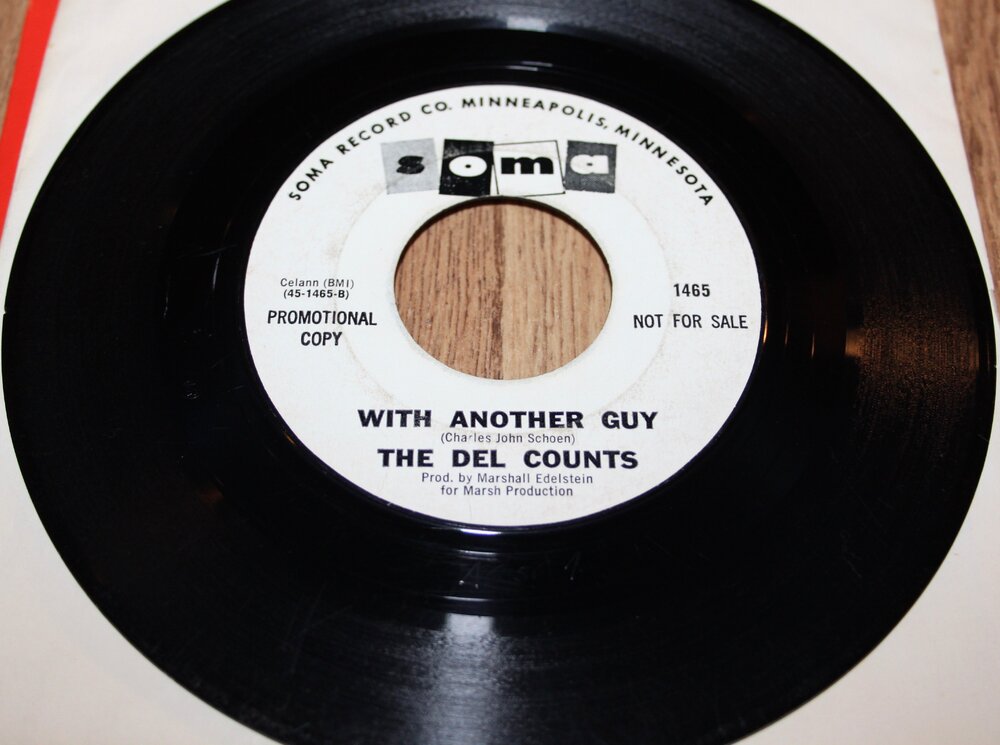 SOMA RECORD CO. MINNEAPOLIS, MINNESOTA
soma
Celann (BMI)
(45-1465-B)
PROMOTIONAL
COPY
1465
NOT FOR SALE
WITH ANOTHER GUY
(Charles John Schoen)
THE DEL COUNTS
Prod. by Marshall Edelstein
for Marsh Production